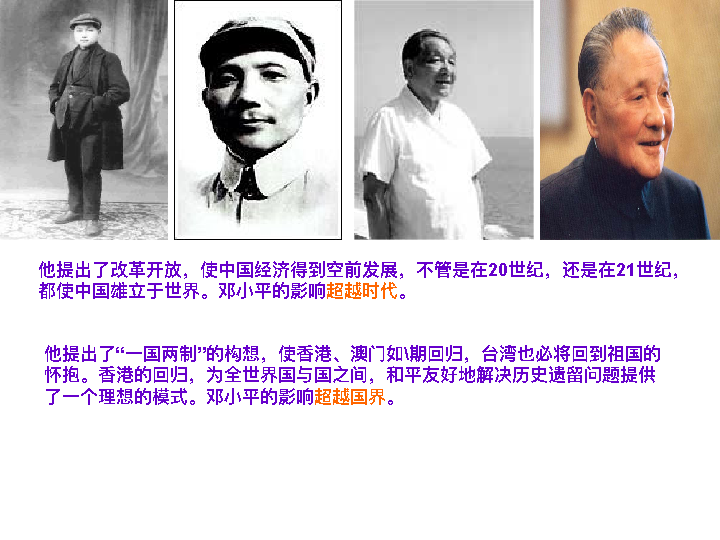 他提出了改革开放，使中国经济得到空前发展，不管是在20世纪，还是在21世纪，
都使中国雄立于世界。邓小平的影响超越时代。
他提出了“一国两制”的构想，使香港、澳门如\期回归，台湾也必将回到祖国的
怀抱。香港的回归，为全世界国与国之间，和平友好地解决历史遗留问题提供
了一个理想的模式。邓小平的影响超越国界。